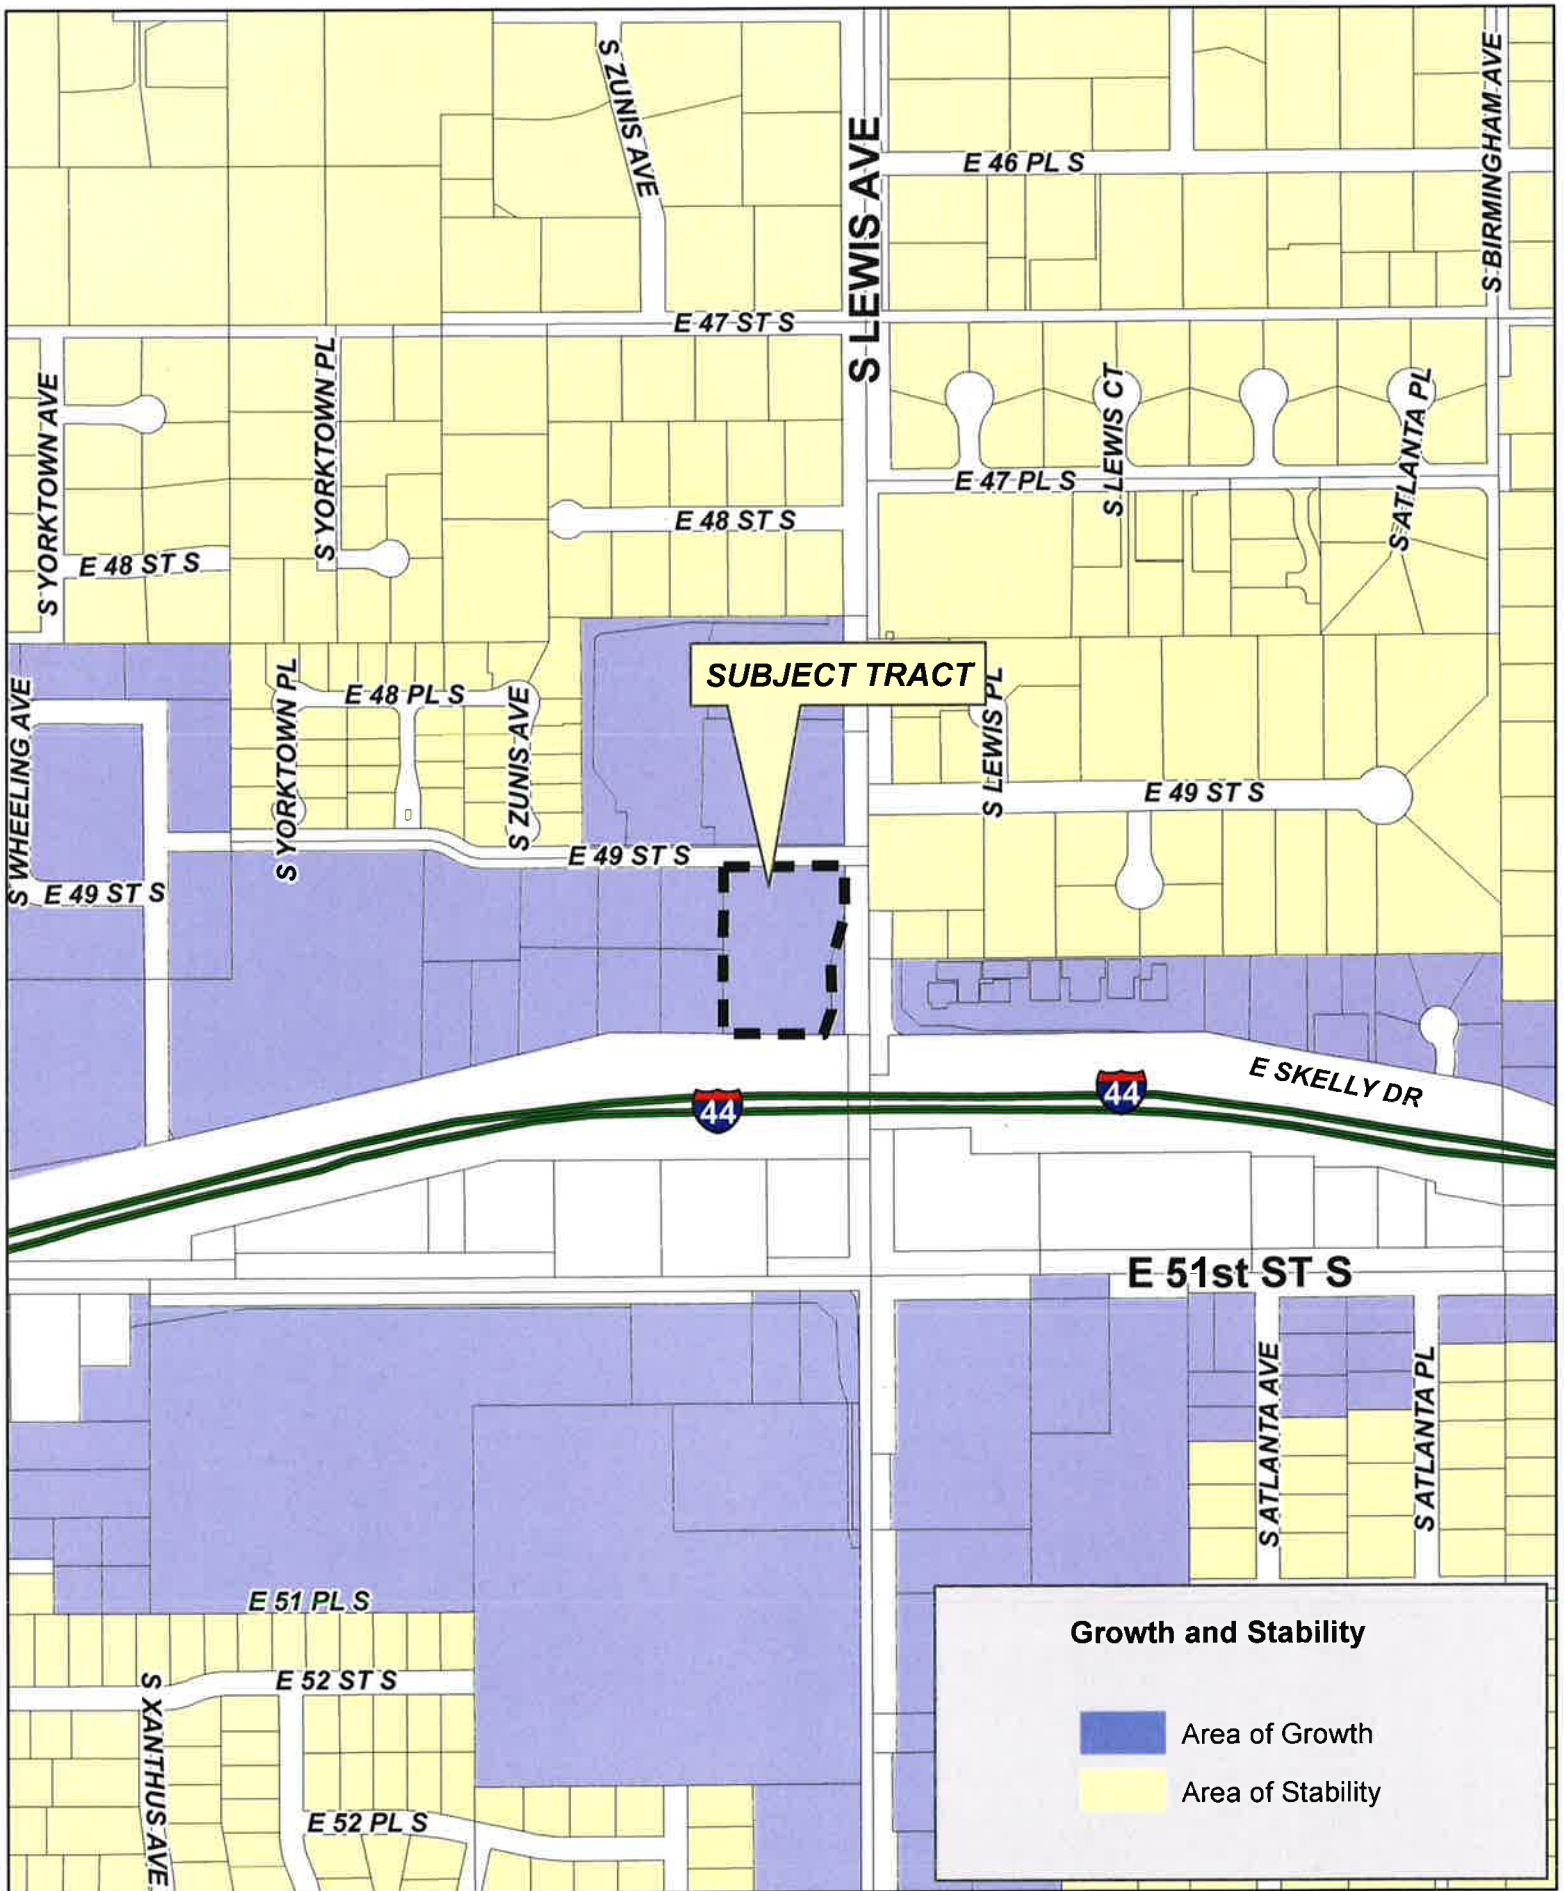 S ZUNIS AVE
S LEWIS AVE
E 46 PL S
S BIRMINGHAM AVE
E 47 ST S
S YORKTOWN AVE
S YORKTOWN PL
S LEWIS CT
S ATLANTA PL
E 47 PL S
E 48 ST S
E 48 ST S
SUBJECT TRACT
S WHEELING AVE
S YORKTOWN PL
E 48 PL S
S ZUNIS AVE
S LEWIS PL
E 49 ST S
E 49 ST S
E 49 ST S
E SKELLY DR
44
44
E 51st ST S
S ATLANTA AVE
S ATLANTA PL
E 51 PL S
E 52 ST S
S XANTHUS AVE
E 52 PL S
Growth and Stability
Area of Growth
Area of Stability